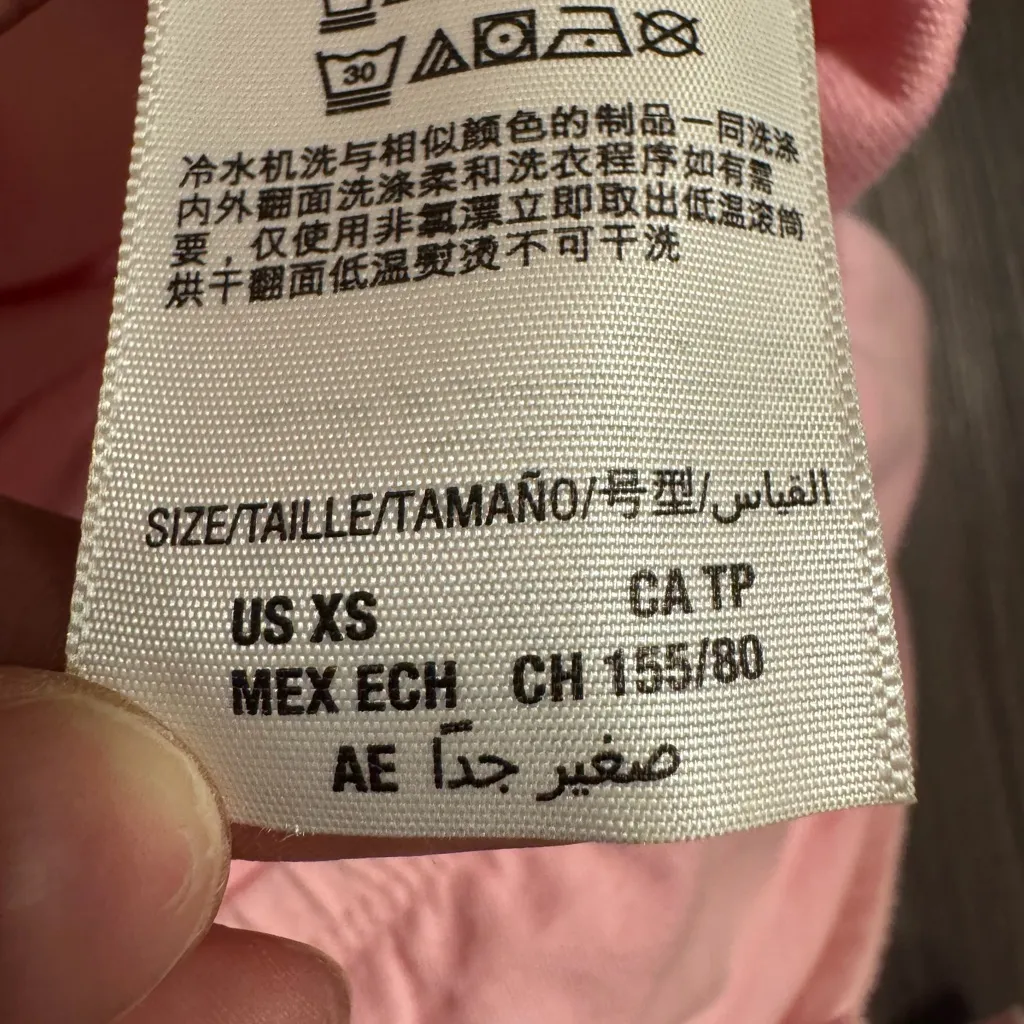 30
冷水机洗与相似颜色的制品一同洗涤
内外翻面洗涤柔和洗衣程序如有需
要，仅使用非氯漂立即取出低温滚筒
烘干翻面低温熨烫不可干洗
SIZE/TAILLE/TAMAÑO/号型/القياس
US XS CA TP
MEX ECH CH 155/80
AE صغير جداً